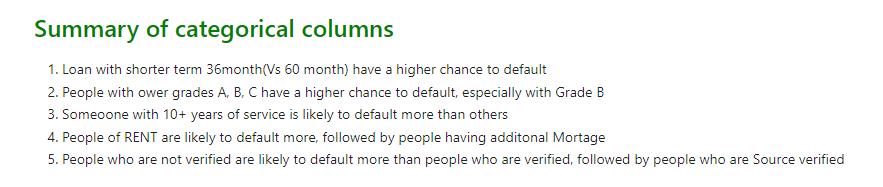 Summary of categorical columns
1. Loan with shorter term 36month(Vs 60 month) have a higher chance to default
2. People with ower grades A, B, C have a higher chance to default, especially with Grade B
3. Someoone with 10+ years of service is likely to default more than others
4. People of RENT are likely to default more, followed by people having additonal Mortage
5. People who are not verified are likely to default more than people who are verified, followed by people who are Source verified